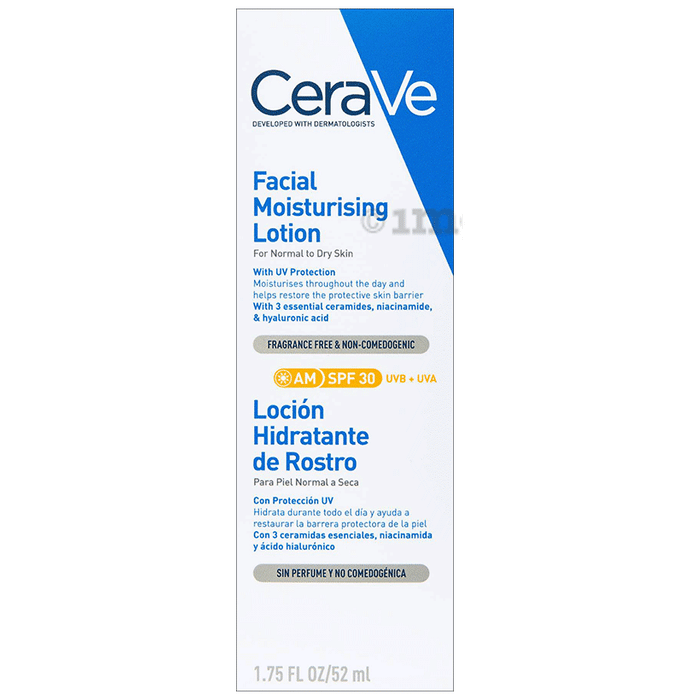 CeraVe
DEVELOPED WITH DERMATOLOGISTS
Facial
Moisturising
Lotion
For Normal to Dry Skin
With UV Protection
Moisturises throughout the day and
helps restore the protective skin barrier
With 3 essential ceramides, niacinamide,
& hyaluronic acid
FRAGRANCE FREE & NON-COMEDOGENIC
AM SPF 30 UVB + UVA
Loción
Hidratante
de Rostro
Para Piel Normal a Seca
Con Protección UV
Hidrata durante todo el día y ayuda a
restaurar la barrera protectora de la piel
Con 3 ceramidas esenciales, niacinamida
y ácido hialurónico
SIN PERFUME Y NO COMEDOGÉNICA
1.75 FL OZ/52 ml